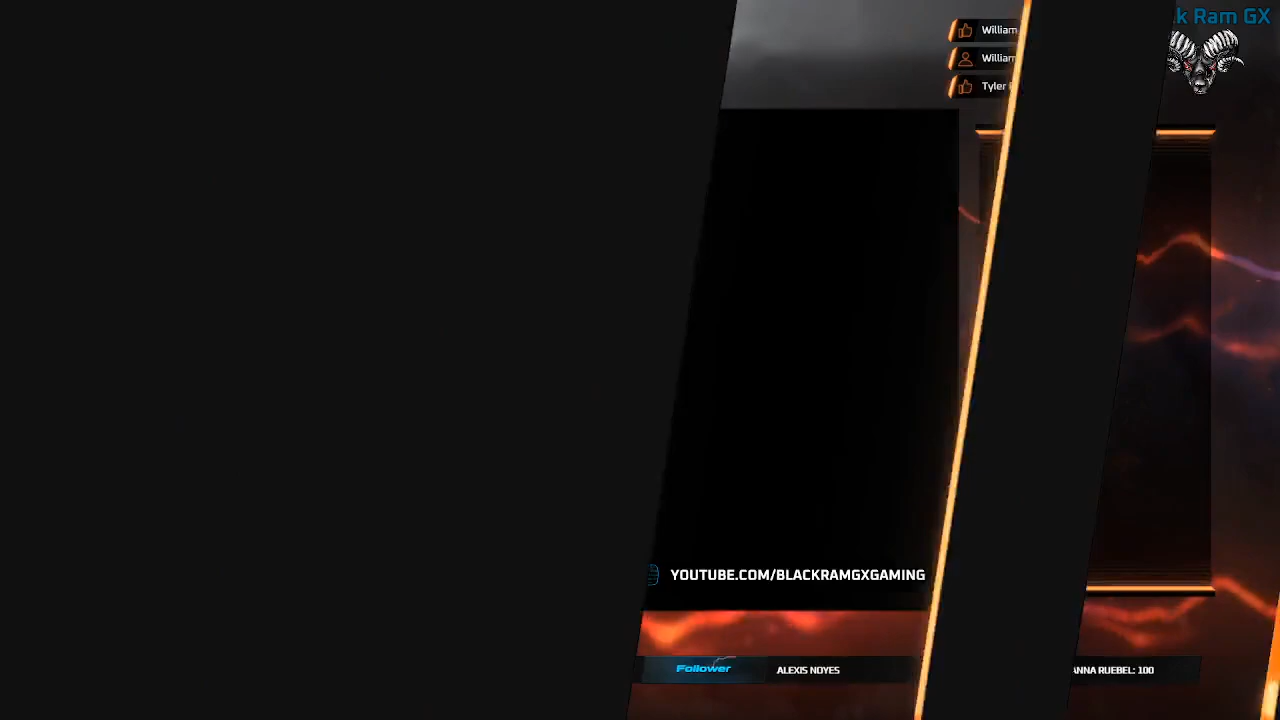 k Ram GX
William
William
Tyler
YOUTUBE.COM/BLACKRAMGXGAMING
Follower
ALEXIS NOYES
ANNA RUEBEL: 100